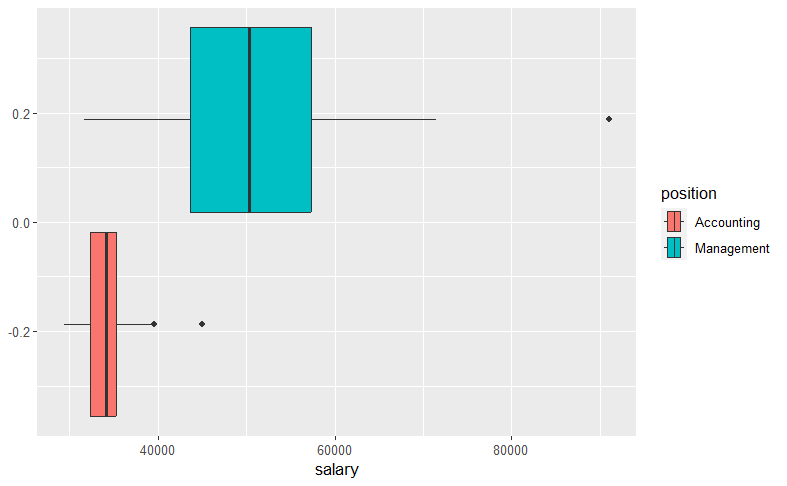 0.2
0.0
-0.2
40000 60000 80000
salary
position
Accounting
Management